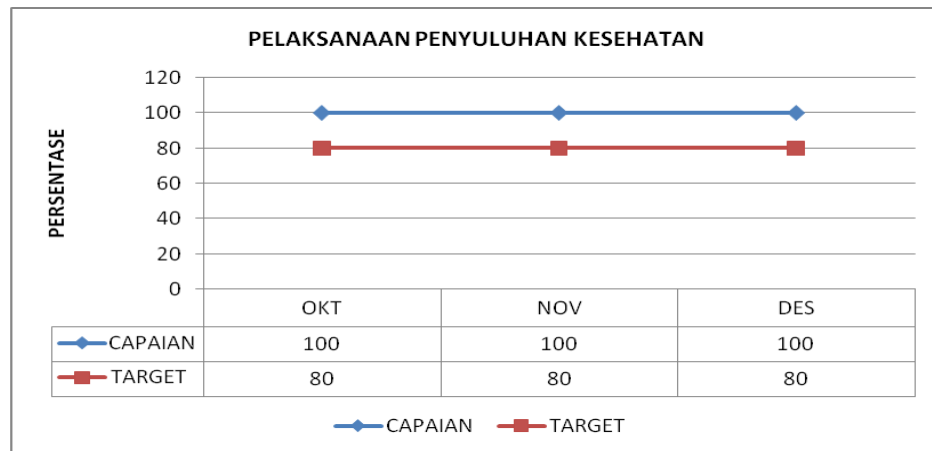 PELAKSANAAN PENYULUHAN KESEHATAN
PERSENTASE
120
100
80
60
40
20
0
OKT NOV DES
CAPAIAN 100 100 100
TARGET 80 80 80
CAPAIAN TARGET